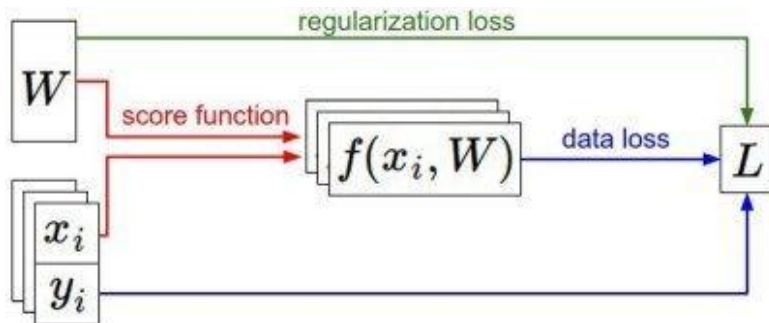 regularization loss
W
score function
f(x_i, W)
data loss
L
x_i
y_i